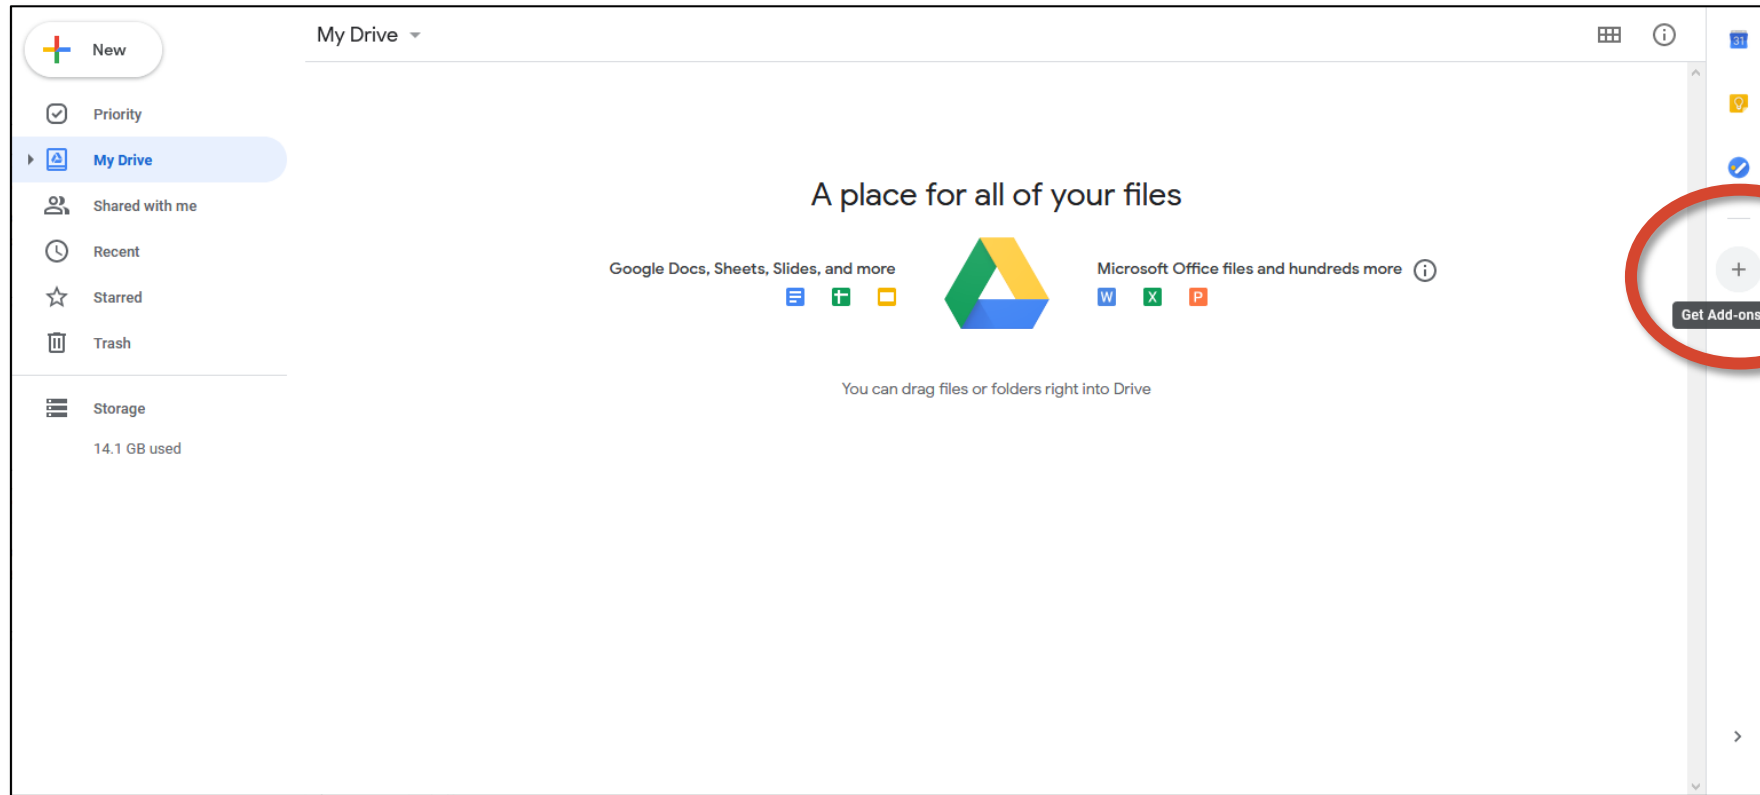 New
Priority
My Drive
Shared with me
Recent
Starred
Trash
Storage
14.1 GB used
My Drive
A place for all of your files
Google Docs, Sheets, Slides, and more
Microsoft Office files and hundreds more
W X P
You can drag files or folders right into Drive
31
Get Add-ons